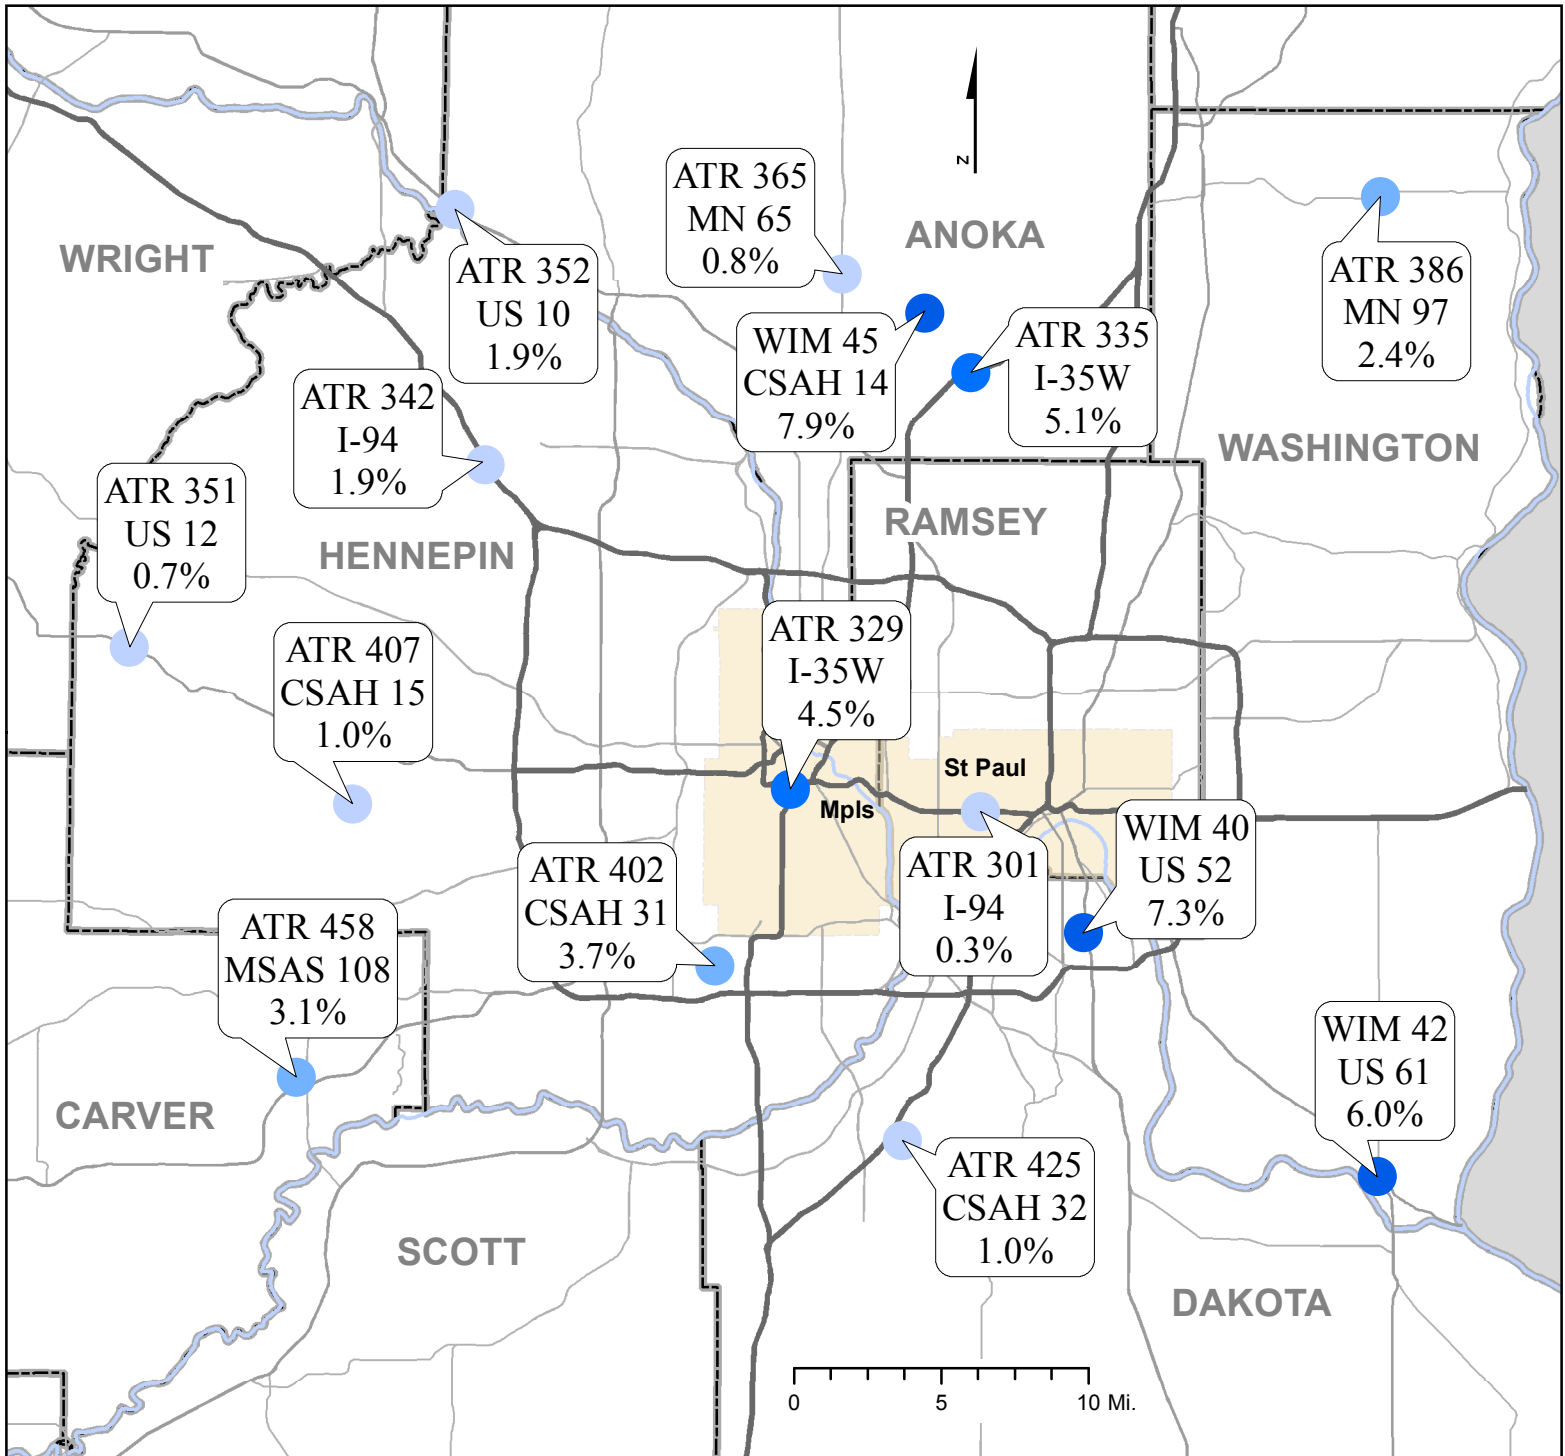 N
ATR 365
MN 65
0.8%
ANOKA
WRIGHT
ATR 352
US 10
1.9%
ATR 386
MN 97
2.4%
WIM 45
CSAH 14
7.9%
ATR 335
I-35W
5.1%
ATR 342
I-94
1.9%
WASHINGTON
ATR 351
US 12
0.7%
RAMSEY
HENNEPIN
ATR 329
I-35W
4.5%
ATR 407
CSAH 15
1.0%
St Paul
Mpls
WIM 40
US 52
7.3%
ATR 402
CSAH 31
3.7%
ATR 301
I-94
0.3%
ATR 458
MSAS 108
3.1%
WIM 42
US 61
6.0%
CARVER
ATR 425
CSAH 32
1.0%
SCOTT
DAKOTA
0 5 10 Mi.